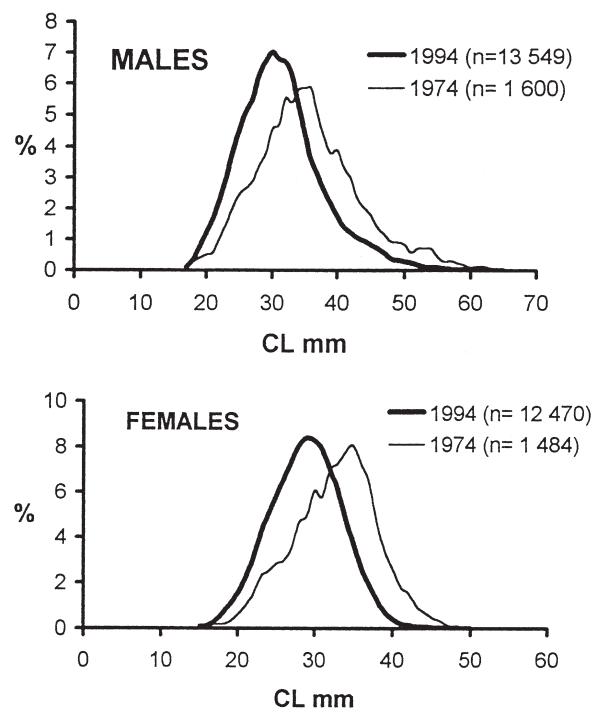 8
7
MALES
1994 (n=13 549)
6
1974 (n= 1 600)
5
% 4
3
2
1
0
0 10 20 30 40 50 60 70
CL mm
10
FEMALES
1994 (n= 12 470)
8
1974 (n= 1 484)
6
%
4
2
0
0 10 20 30 40 50 60
CL mm